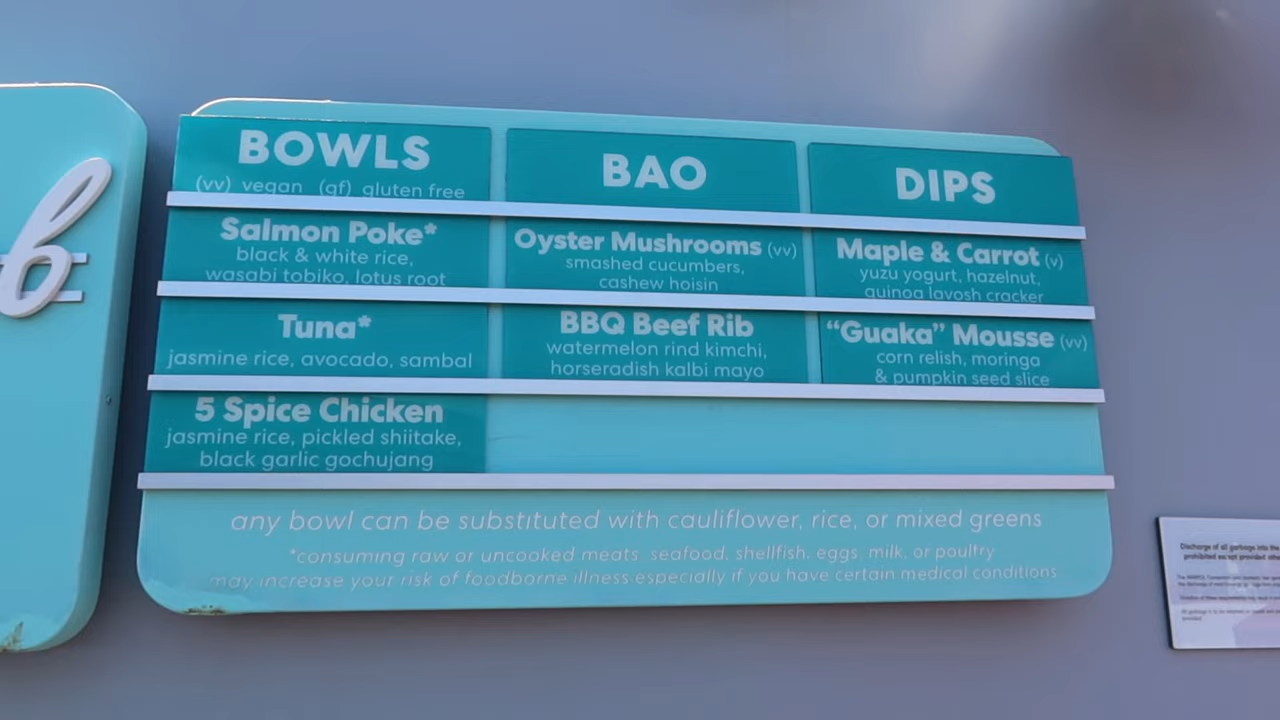 b
BOWLS
(vv) vegan (gf) gluten free
Salmon Poke*
black & white rice,
wasabi tobiko, lotus root
Tuna*
jasmine rice, avocado, sambal
5 Spice Chicken
jasmine rice, pickled shiitake,
black garlic gochujang
BAO
Oyster Mushrooms (vv)
smashed cucumbers,
cashew hoisin
BBQ Beef Rib
watermelon rind kimchi,
horseradish kalbi mayo
DIPS
Maple & Carrot (v)
yuzu yogurt, hazelnut,
quinoa lavosh cracker
“Guaka” Mousse (vv)
corn relish, moringa
& pumpkin seed slice
any bowl can be substituted with cauliflower, rice, or mixed greens
*consuming raw or uncooked meats, seafood, shellfish, eggs, milk, or poultry
may increase your risk of foodborne illness especially if you have certain medical conditions
Discharge of all garbage into the
prohibited except provided